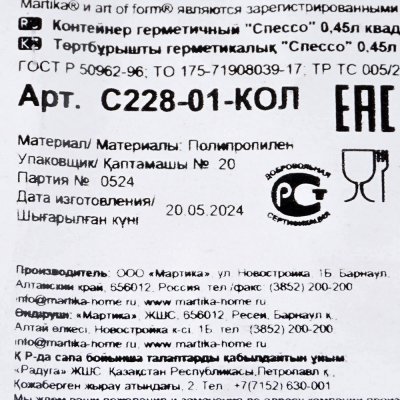 Martika® и art of form® являются зарегистрированными
Р Контейнер герметичный "Спессо" 0,45л квад
К Төртбұрышты герметикалық "Спессо" 0,45л
ГОСТ Р 50962-96; ТО 175-71908039-17; ТР ТС 005/2
Арт. С228-01-КОЛ
ЕАС
Материал/ Материалы: Полипропилен
Упаковщик/ Қаптамашы № 20
Партия № 0524
Дата изготовления/
Шығарылған күні 20.05.2024
ДОБРОВОЛЬНАЯ
РСТ
СЕРТИФИКАЦИЯ
Производитель: ООО «Мартика» ул. Новостройка, 1Б. Барнаул,
Алтайский край, 656012, Россия. тел./факс: (3852) 200-200
info@martika-home.ru, www.martika-home.ru
Өндіруші: «Мартика», ЖШС, 656012, Ресей, Барнаул қ.,
Алтай өлкесі, Новостройка к-сі, 1Б. тел.: (3852) 200-200
info@martika-home.ru, www.martika-home.ru
Қ Р-да сапа бойынша талаптарды қабылдайтын ұйым:
«Радуга» ЖШС, Қазақстан Республикасы, Петропавл қ.,
Қожаберген жырау атындағы, 2. Тел.: +7(7152) 630-001